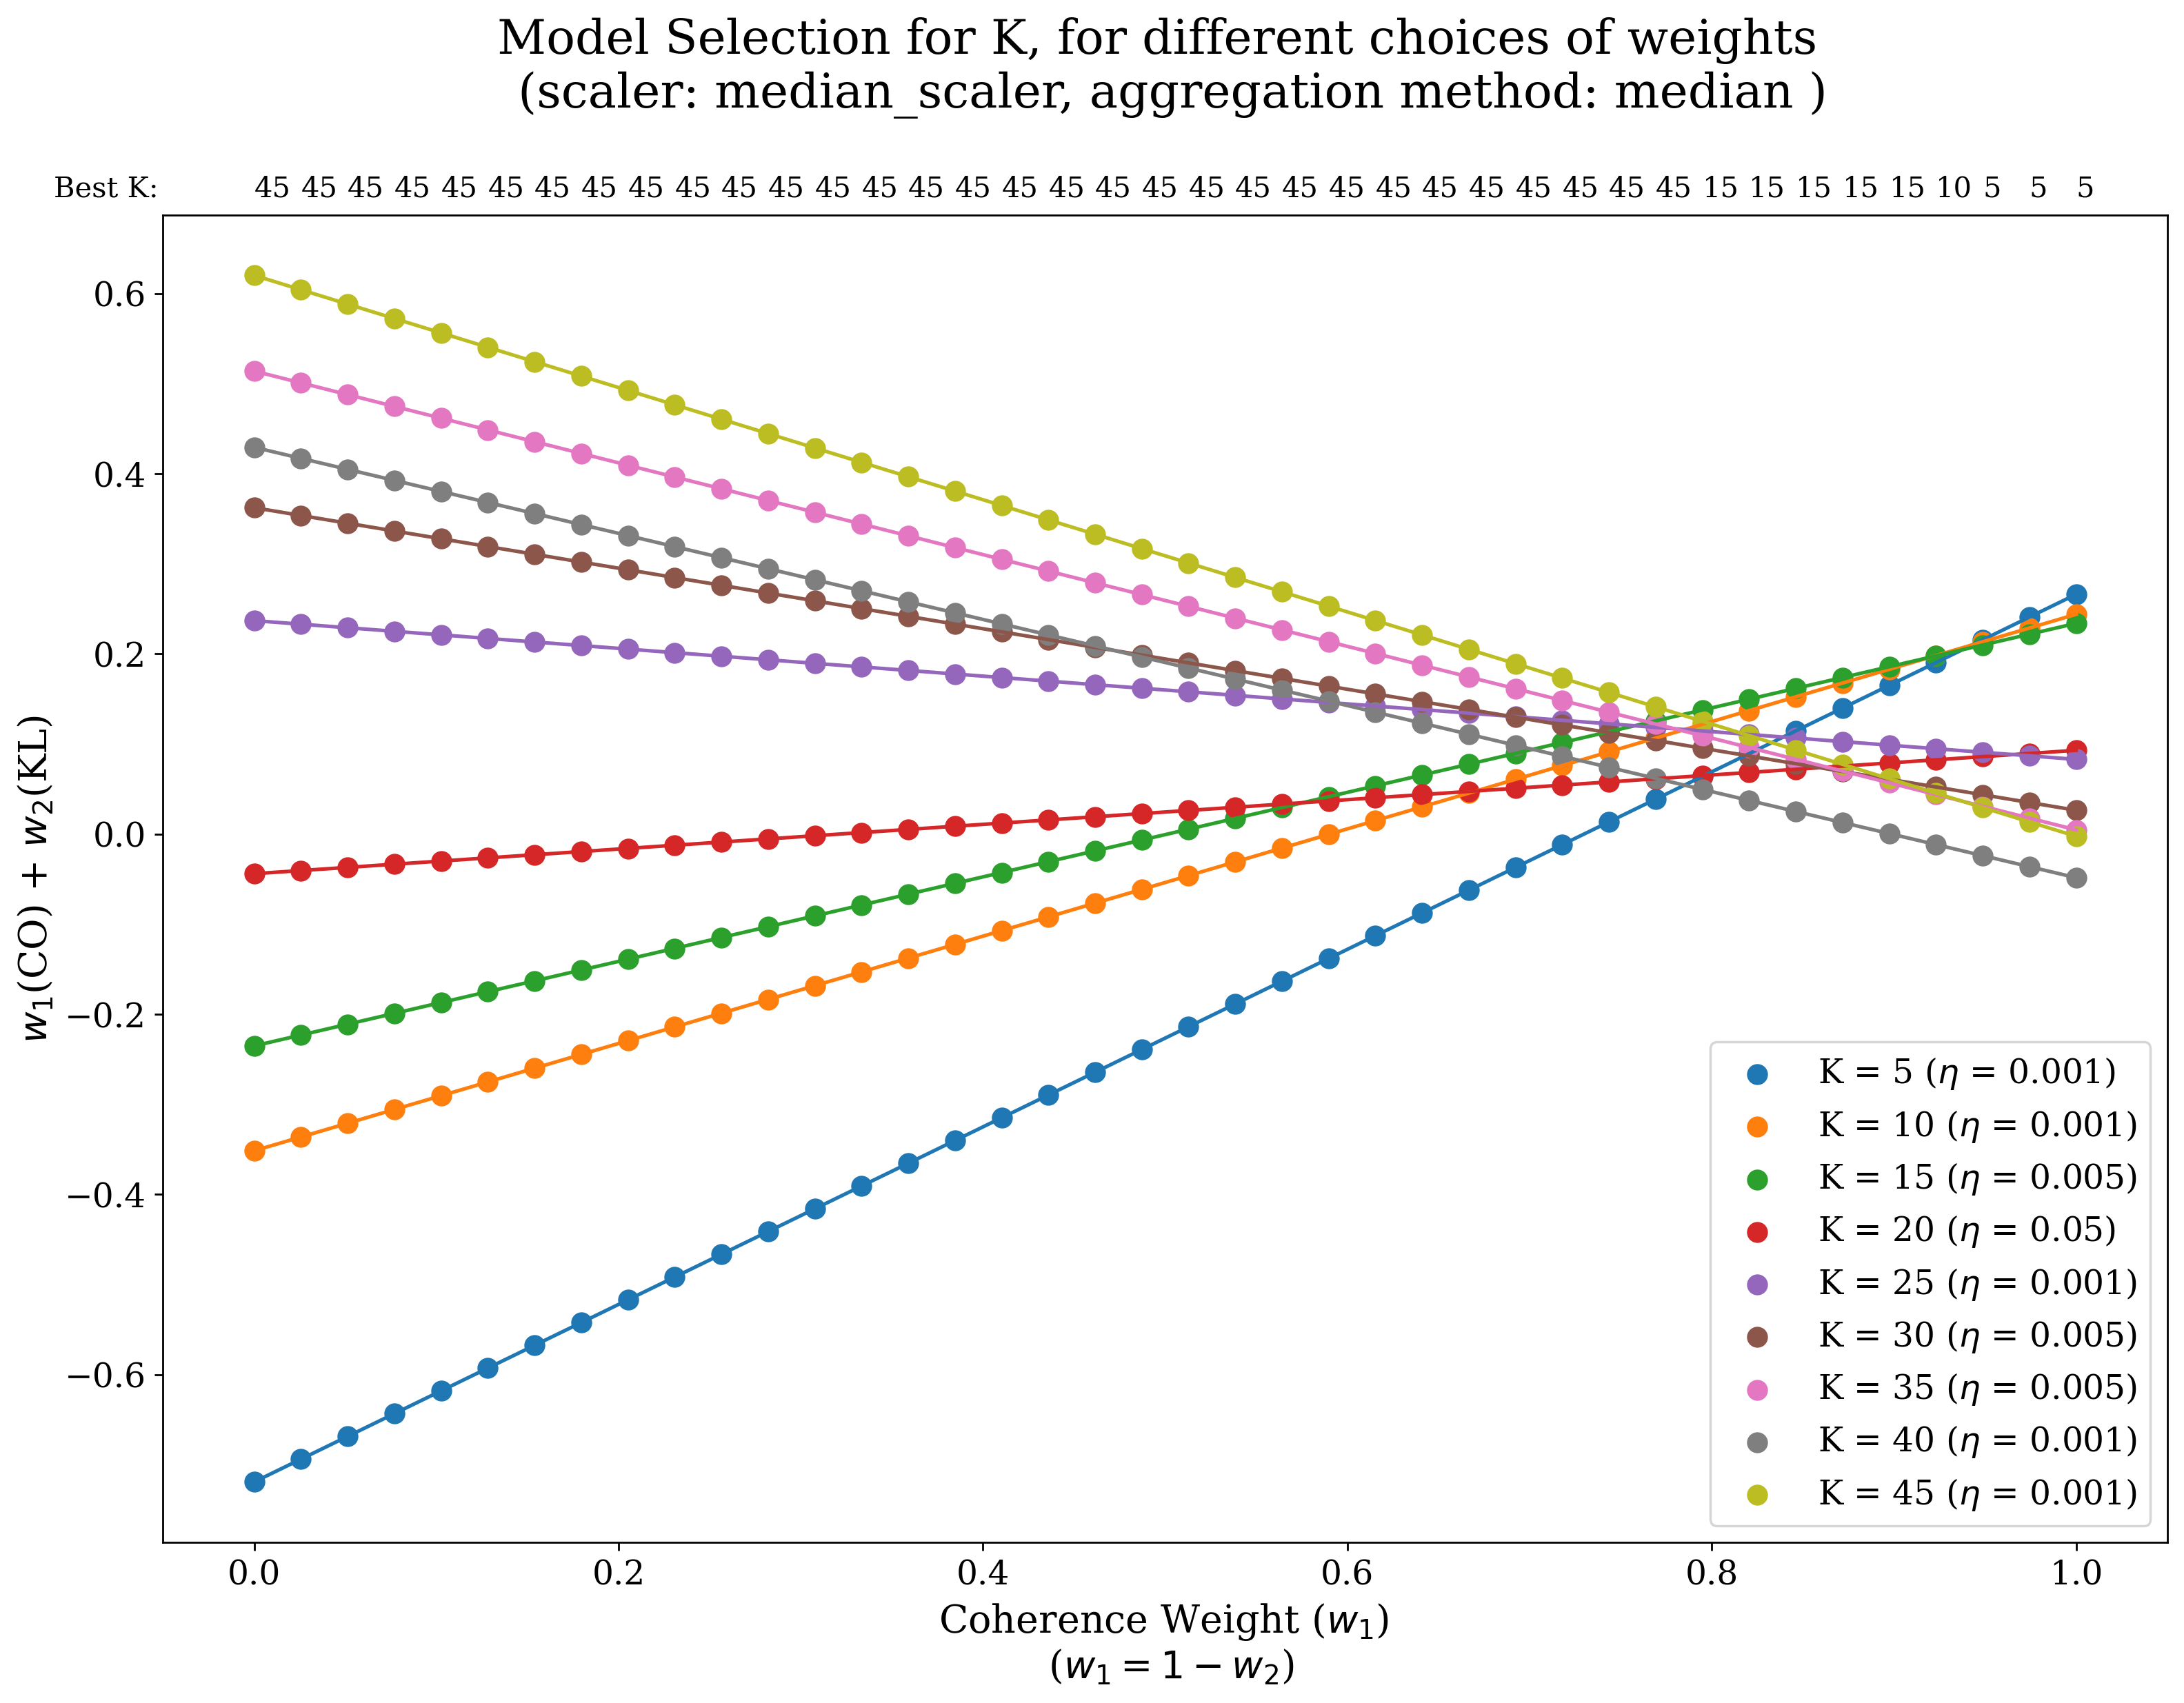 Model Selection for K, for different choices of weights
(scaler: median_scaler, aggregation method: median )
Best K: 45 45 45 45 45 45 45 45 45 45 45 45 45 45 45 45 45 45 45 45 45 45 45 45 45 45 45 45 45 45 45 15 15 15 15 15 10 5 5 5
0.6
0.4
0.2
0.0
−0.2
−0.4
−0.6
w₁(CO) + w₂(KL)
K = 5 (η = 0.001)
K = 10 (η = 0.001)
K = 15 (η = 0.005)
K = 20 (η = 0.05)
K = 25 (η = 0.001)
K = 30 (η = 0.005)
K = 35 (η = 0.005)
K = 40 (η = 0.001)
K = 45 (η = 0.001)
0.0 0.2 0.4 0.6 0.8 1.0
Coherence Weight (w₁)
(w₁ = 1 − w₂)